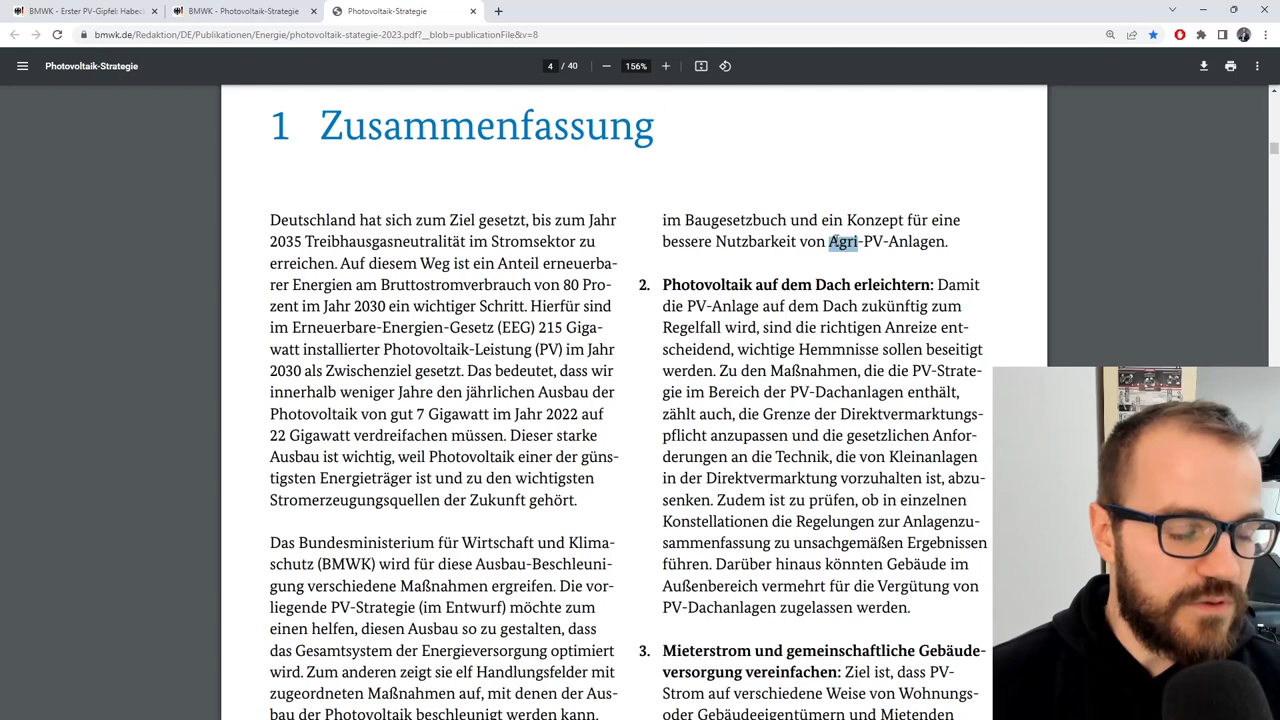 BMWK - Erster PV-Gipfel: Habec
BMWK - Photovoltaik-Strategie
Photovoltaik-Strategie
bmwk.de/Redaktion/DE/Publikationen/Energie/photovoltaik-stategie-2023.pdf?__blob=publicationFile&v=8
Photovoltaik-Strategie
4 / 40
156%
1 Zusammenfassung
Deutschland hat sich zum Ziel gesetzt, bis zum Jahr
2035 Treibhausgasneutralität im Stromsektor zu
erreichen. Auf diesem Weg ist ein Anteil erneuerba-
rer Energien am Bruttostromverbrauch von 80 Pro-
zent im Jahr 2030 ein wichtiger Schritt. Hierfür sind
im Erneuerbare-Energien-Gesetz (EEG) 215 Giga-
watt installierter Photovoltaik-Leistung (PV) im Jahr
2030 als Zwischenziel gesetzt. Das bedeutet, dass wir
innerhalb weniger Jahre den jährlichen Ausbau der
Photovoltaik von gut 7 Gigawatt im Jahr 2022 auf
22 Gigawatt verdreifachen müssen. Dieser starke
Ausbau ist wichtig, weil Photovoltaik einer der güns-
tigsten Energieträger ist und zu den wichtigsten
Stromerzeugungsquellen der Zukunft gehört.
Das Bundesministerium für Wirtschaft und Klima-
schutz (BMWK) wird für diese Ausbau-Beschleuni-
gung verschiedene Maßnahmen ergreifen. Die vor-
liegende PV-Strategie (im Entwurf) möchte zum
einen helfen, diesen Ausbau so zu gestalten, dass
das Gesamtsystem der Energieversorgung optimiert
wird. Zum anderen zeigt sie elf Handlungsfelder mit
zugeordneten Maßnahmen auf, mit denen der Aus-
bau der Photovoltaik beschleunigt werden kann.
im Baugesetzbuch und ein Konzept für eine
bessere Nutzbarkeit von Agri-PV-Anlagen.
2. Photovoltaik auf dem Dach erleichtern: Damit
die PV-Anlage auf dem Dach zukünftig zum
Regelfall wird, sind die richtigen Anreize ent-
scheidend, wichtige Hemmnisse sollen beseitigt
werden. Zu den Maßnahmen, die die PV-Strate-
gie im Bereich der PV-Dachanlagen enthält,
zählt auch, die Grenze der Direktvermarktungs-
pflicht anzupassen und die gesetzlichen Anfor-
derungen an die Technik, die von Kleinanlagen
in der Direktvermarktung vorzuhalten ist, abzu-
senken. Zudem ist zu prüfen, ob in einzelnen
Konstellationen die Regelungen zur Anlagenzu-
sammenfassung zu unsachgemäßen Ergebnissen
führen. Darüber hinaus könnten Gebäude im
Außenbereich vermehrt für die Vergütung von
PV-Dachanlagen zugelassen werden.
3. Mieterstrom und gemeinschaftliche Gebäude-
versorgung vereinfachen: Ziel ist, dass PV-
Strom auf verschiedene Weise von Wohnungs-
oder Gebäudeeigentümern und Mietenden